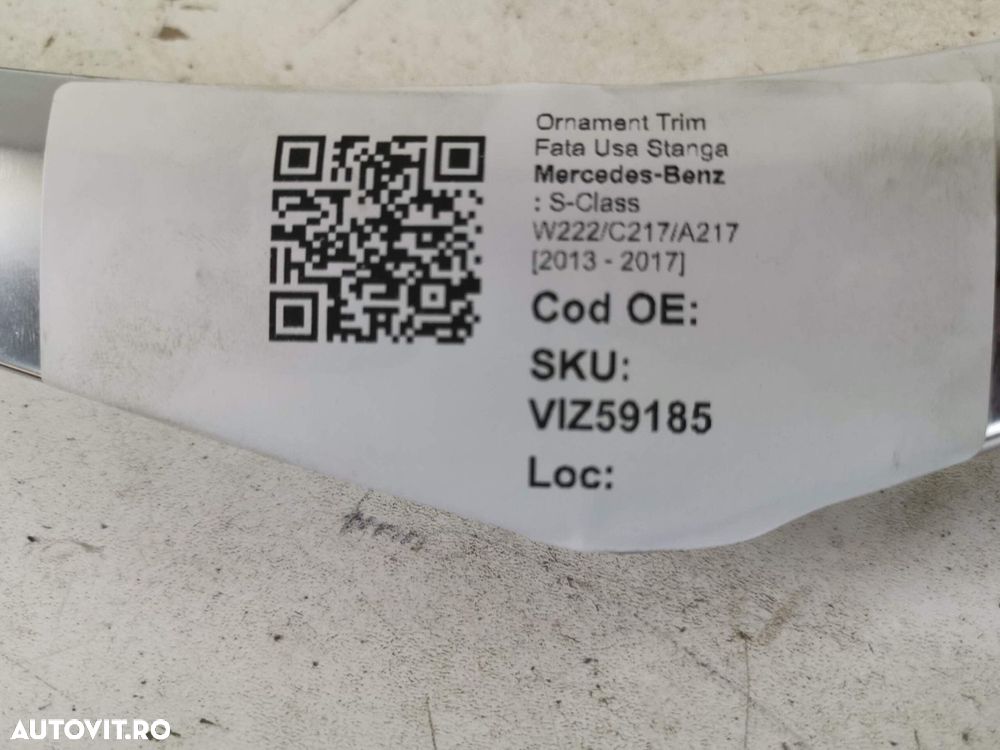 Ornament Trim
Fata Usa Stanga
Mercedes-Benz
: S-Class
W222/C217/A217
[2013 - 2017]
Cod OE:
SKU:
VIZ59185
Loc:
AUTOVIT.RO